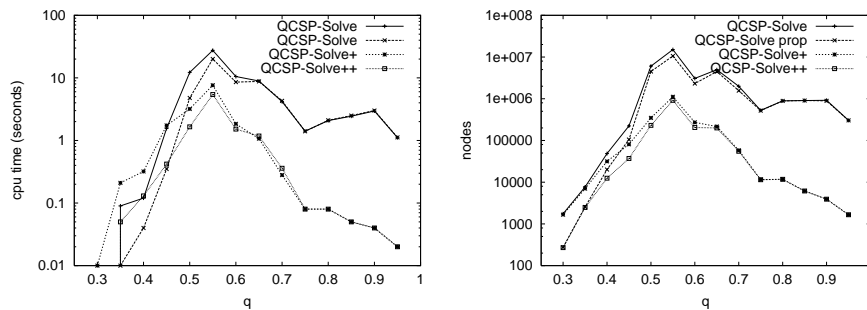 100
10
1
0.1
0.01
0.3
0.4
0.5
0.6
0.7
0.8
0.9
1
q
cpu time (seconds)
QCSP-Solve
QCSP-Solve
QCSP-Solve+
QCSP-Solve++
1e+008
1e+007
1e+006
100000
10000
1000
100
0.3
0.4
0.5
0.6
0.7
0.8
0.9
q
nodes
QCSP-Solve
QCSP-Solve prop
QCSP-Solve+
QCSP-Solve++